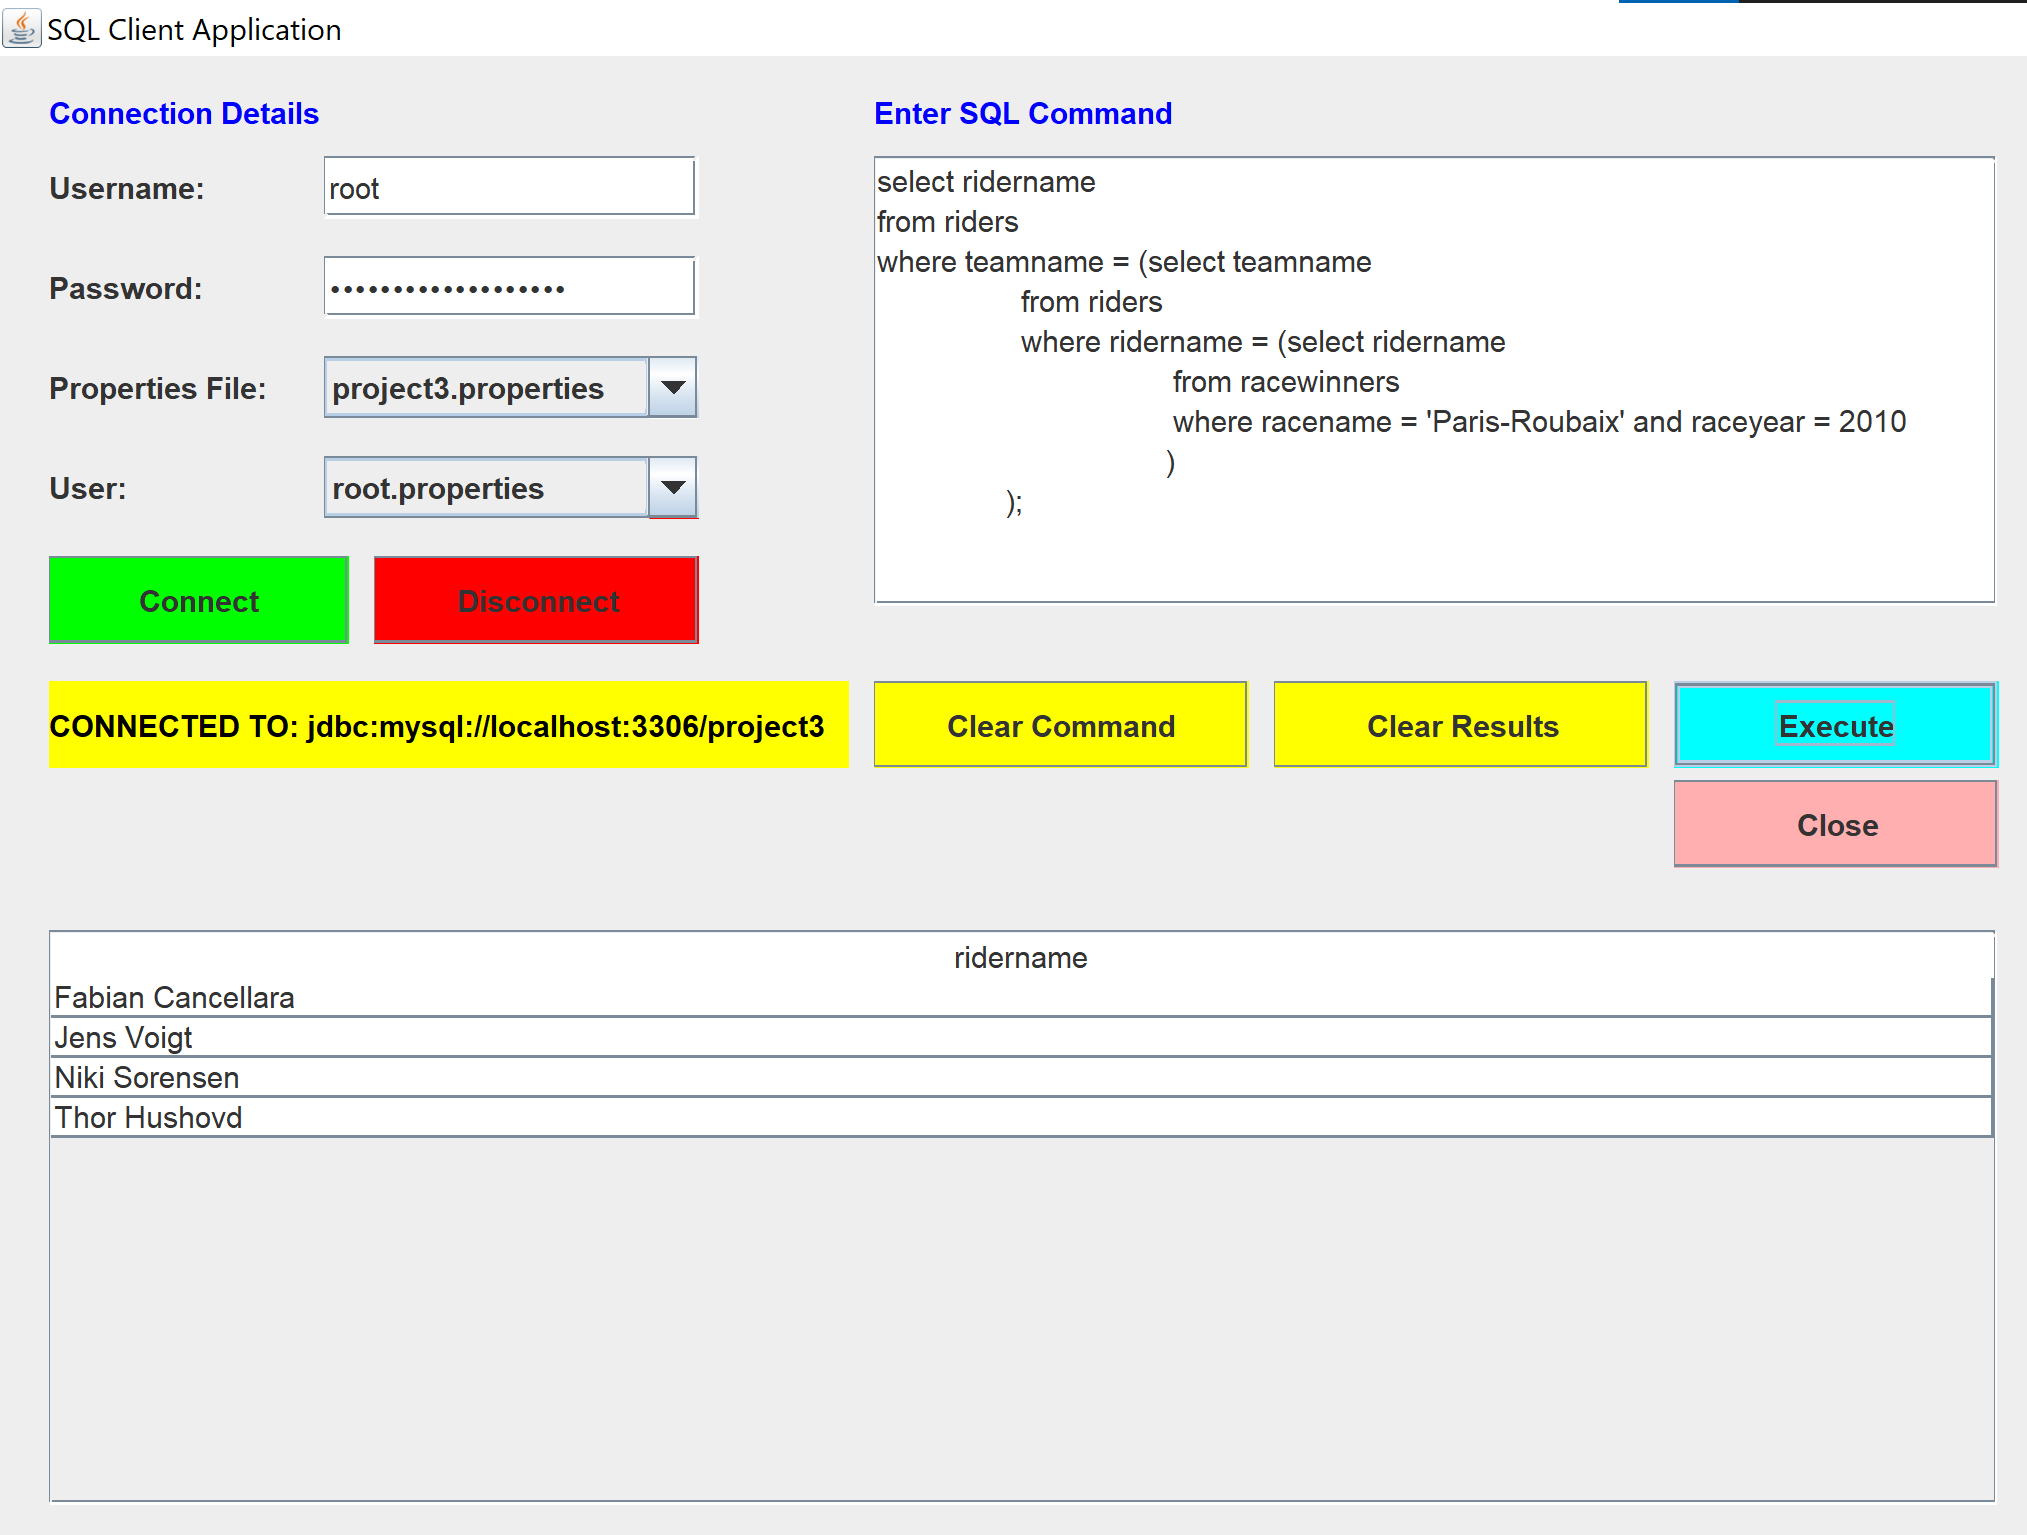 SQL Client Application
Connection Details
Username:
root
Password:
•••••••••••••••••••
Properties File:
project3.properties
User:
root.properties
Connect
Disconnect
Enter SQL Command
select ridername
from riders
where teamname = (select teamname
from riders
where ridername = (select ridername
from racewinners
where racename = 'Paris-Roubaix' and raceyear = 2010
)
);
CONNECTED TO: jdbc:mysql://localhost:3306/project3
Clear Command
Clear Results
Execute
Close
ridername
Fabian Cancellara
Jens Voigt
Niki Sorensen
Thor Hushovd